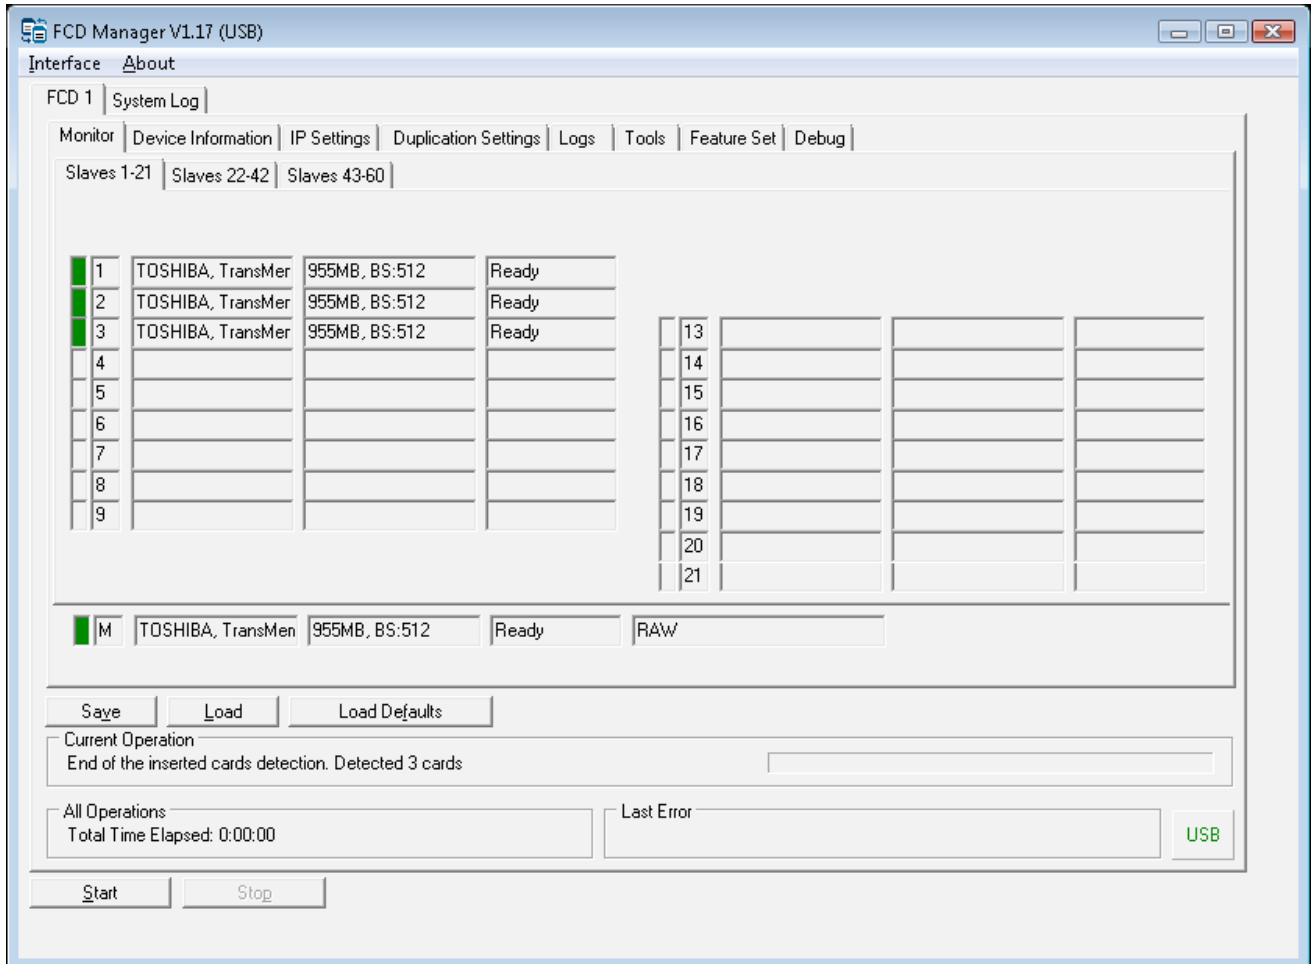 FCD Manager V1.17 (USB)
Interface About
FCD 1 System Log
Monitor Device Information IP Settings Duplication Settings Logs Tools Feature Set Debug
Slaves 1-21 Slaves 22-42 Slaves 43-60
1 TOSHIBA, TransMer 955MB, BS:512 Ready
2 TOSHIBA, TransMer 955MB, BS:512 Ready
3 TOSHIBA, TransMer 955MB, BS:512 Ready 13
4 14
5 15
6 16
7 17
8 18
9 19
20
21
M TOSHIBA, TransMen 955MB, BS:512 Ready RAW
Save Load Load Defaults
Current Operation
End of the inserted cards detection. Detected 3 cards
All Operations Last Error
Total Time Elapsed: 0:00:00 USB
Start Stop